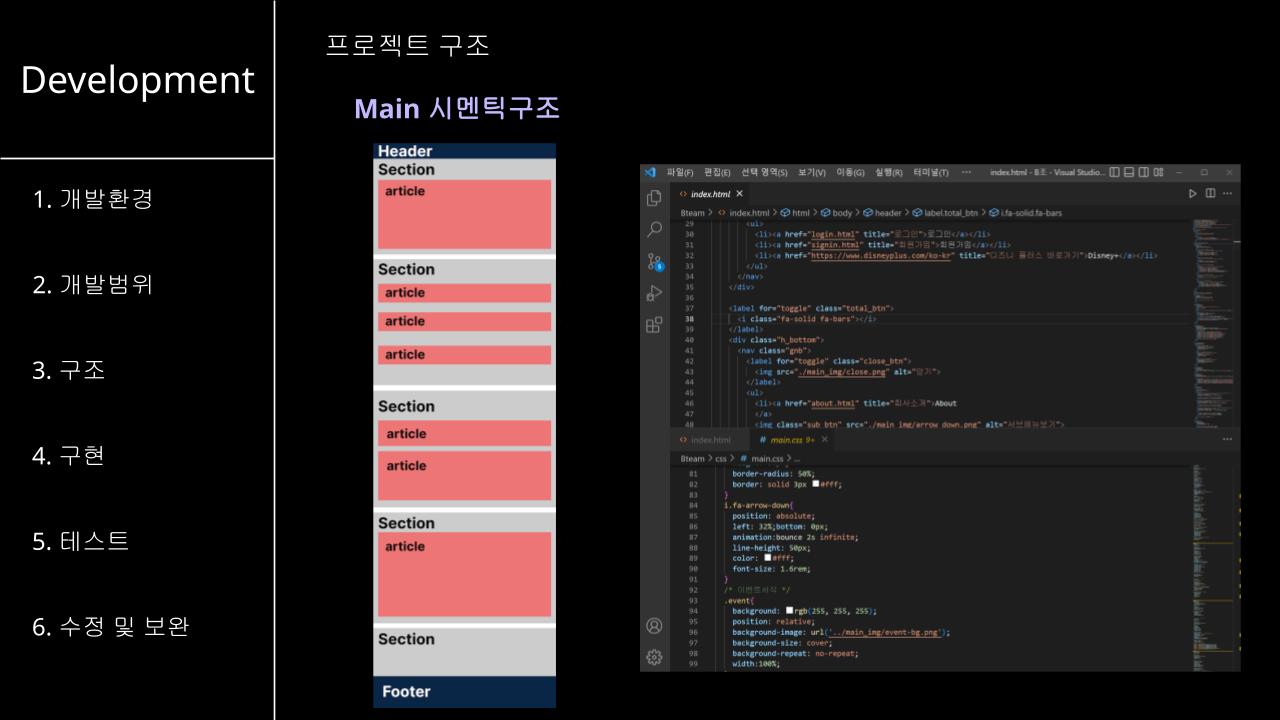 Development
1. 개발환경
2. 개발범위
3. 구조
4. 구현
5. 테스트
6. 수정 및 보완
프로젝트 구조
Main 시멘틱구조
Header
Section
article
Section
article
article
article
Section
article
article
Section
article
Section
Footer
파일(F) 편집(E) 선택 영역(S) 보기(V) 이동(G) 실행(R) 터미널(T) ··· index.html - B조 - Visual Studio...
index.html
Bteam > index.html > html > body > header > label.total_btn > i.fa-solid.fa-bars
29 <ul>
30 <li><a href="login.html" title="로그인">로그인</a></li>
31 <li><a href="signin.html" title="회원가입">회원가입</a></li>
32 <li><a href="https://www.disneyplus.com/ko-kr" title="디즈니 플러스 바로가기">Disney+</a></li>
33 </ul>
34 </nav>
35 </div>
36
37 <label for="toggle" class="total_btn">
38 <i class="fa-solid fa-bars"></i>
39 </label>
40 <div class="h_bottom">
41 <nav class="gnb">
42 <label for="toggle" class="close_btn">
43 <img src="./main_img/close.png" alt="닫기">
44 </label>
45 <ul>
46 <li><a href="about.html" title="회사소개">About
47 </a>
48 <img class="sub_btn" src="./main_img/arrow_down.png" alt="서브메뉴보기">
index.html # main.css 9+
Bteam > css > # main.css > ...
81 border-radius: 50%;
82 border: solid 3px #fff;
83 }
84 i.fa-arrow-down{
85 position: absolute;
86 left: 32%;bottom: 0px;
87 animation:bounce 2s infinite;
88 line-height: 50px;
89 color: #fff;
90 font-size: 1.6rem;
91 }
92 /* 이벤트서식 */
93 .event{
94 background: rgb(255, 255, 255);
95 position: relative;
96 background-image: url('../main_img/event-bg.png');
97 background-size: cover;
98 background-repeat: no-repeat;
99 width:100%;